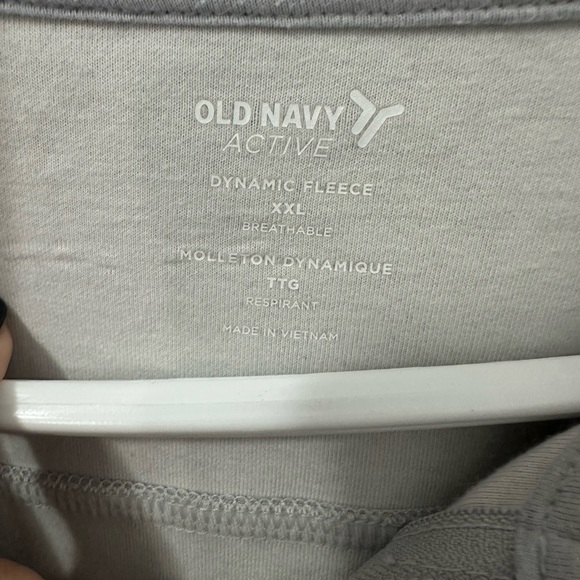 OLD NAVY
ACTIVE
DYNAMIC FLEECE
XXL
BREATHABLE
MOLLETON DYNAMIQUE
TTG
RESPIRANT
MADE IN VIETNAM